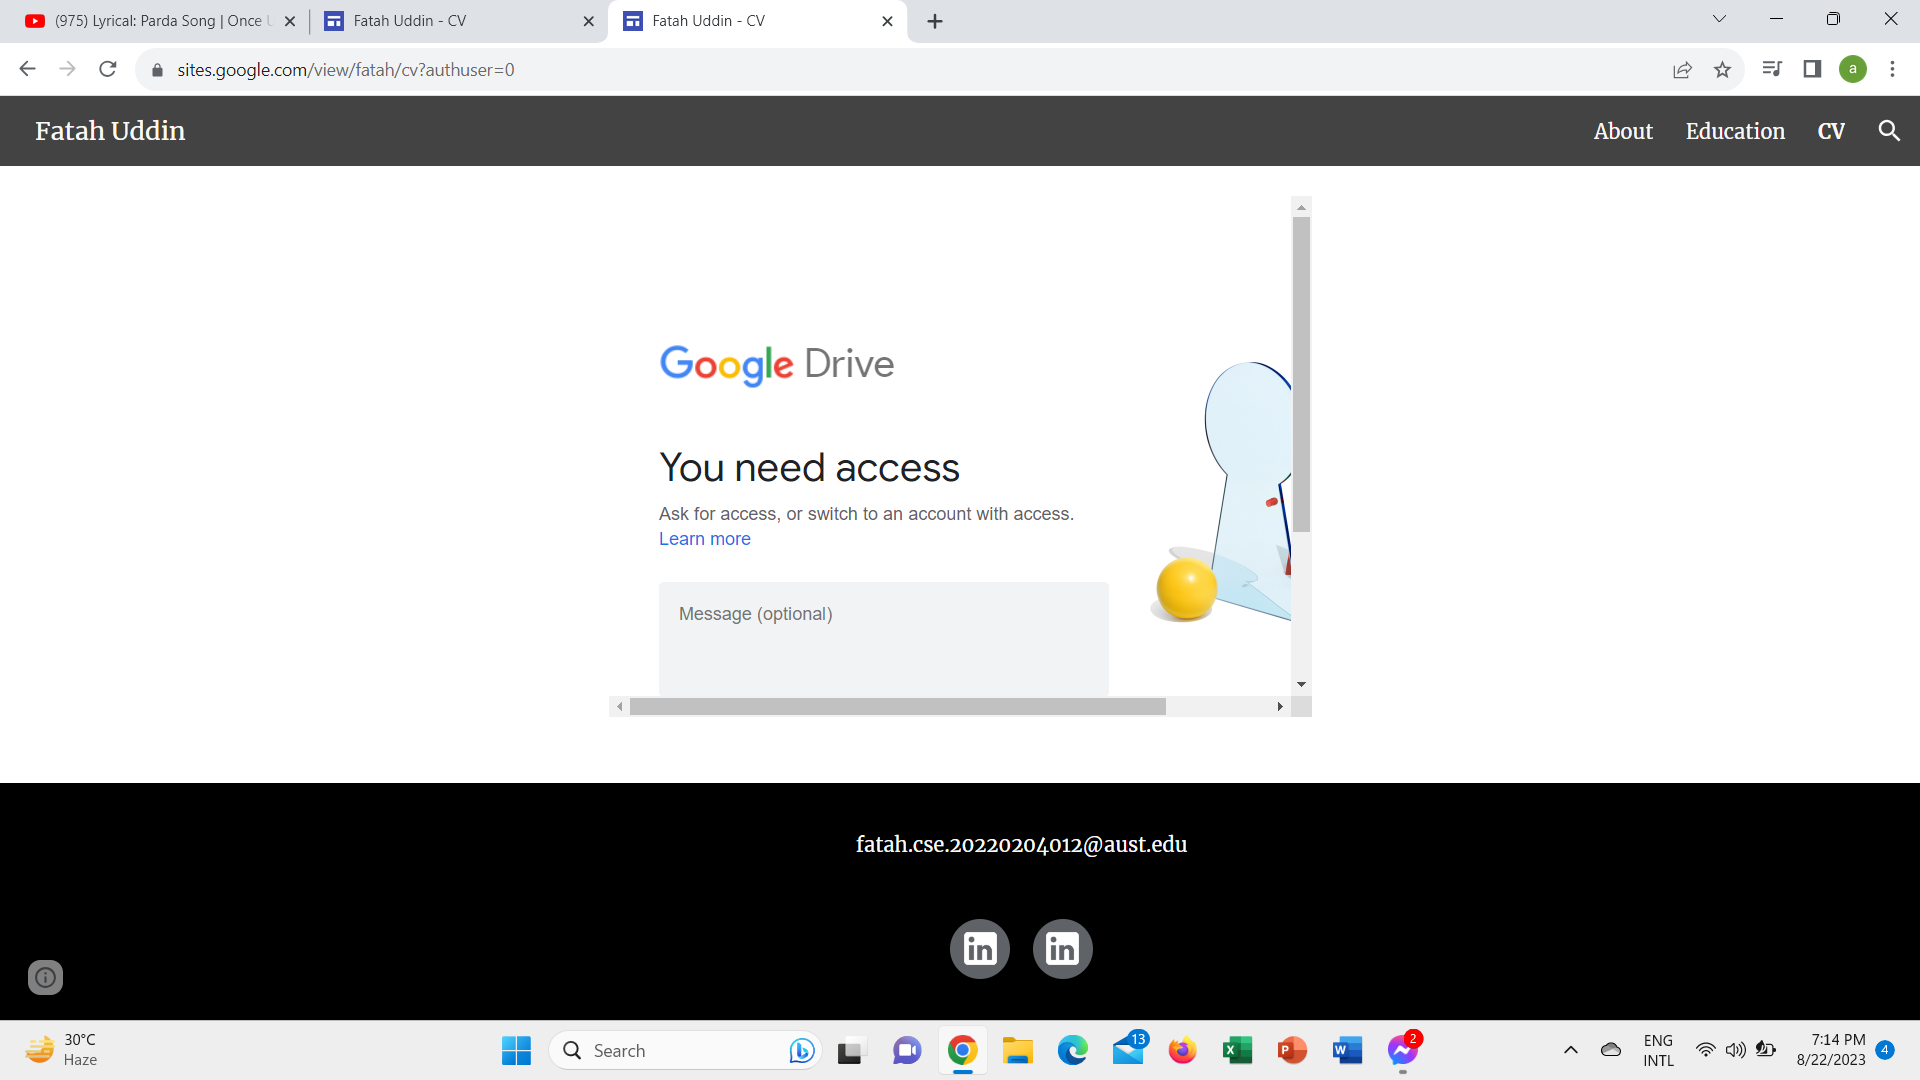 (975) Lyrical: Parda Song | Once
Fatah Uddin - CV
Fatah Uddin - CV
sites.google.com/view/fatah/cv?authuser=0
a
Fatah Uddin
About
Education
CV
Google Drive
You need access
Ask for access, or switch to an account with access.
Learn more
Message (optional)
fatah.cse.20220204012@aust.edu
in
in
30°C
Haze
Search
13
2
ENG
INTL
7:14 PM
8/22/2023
4